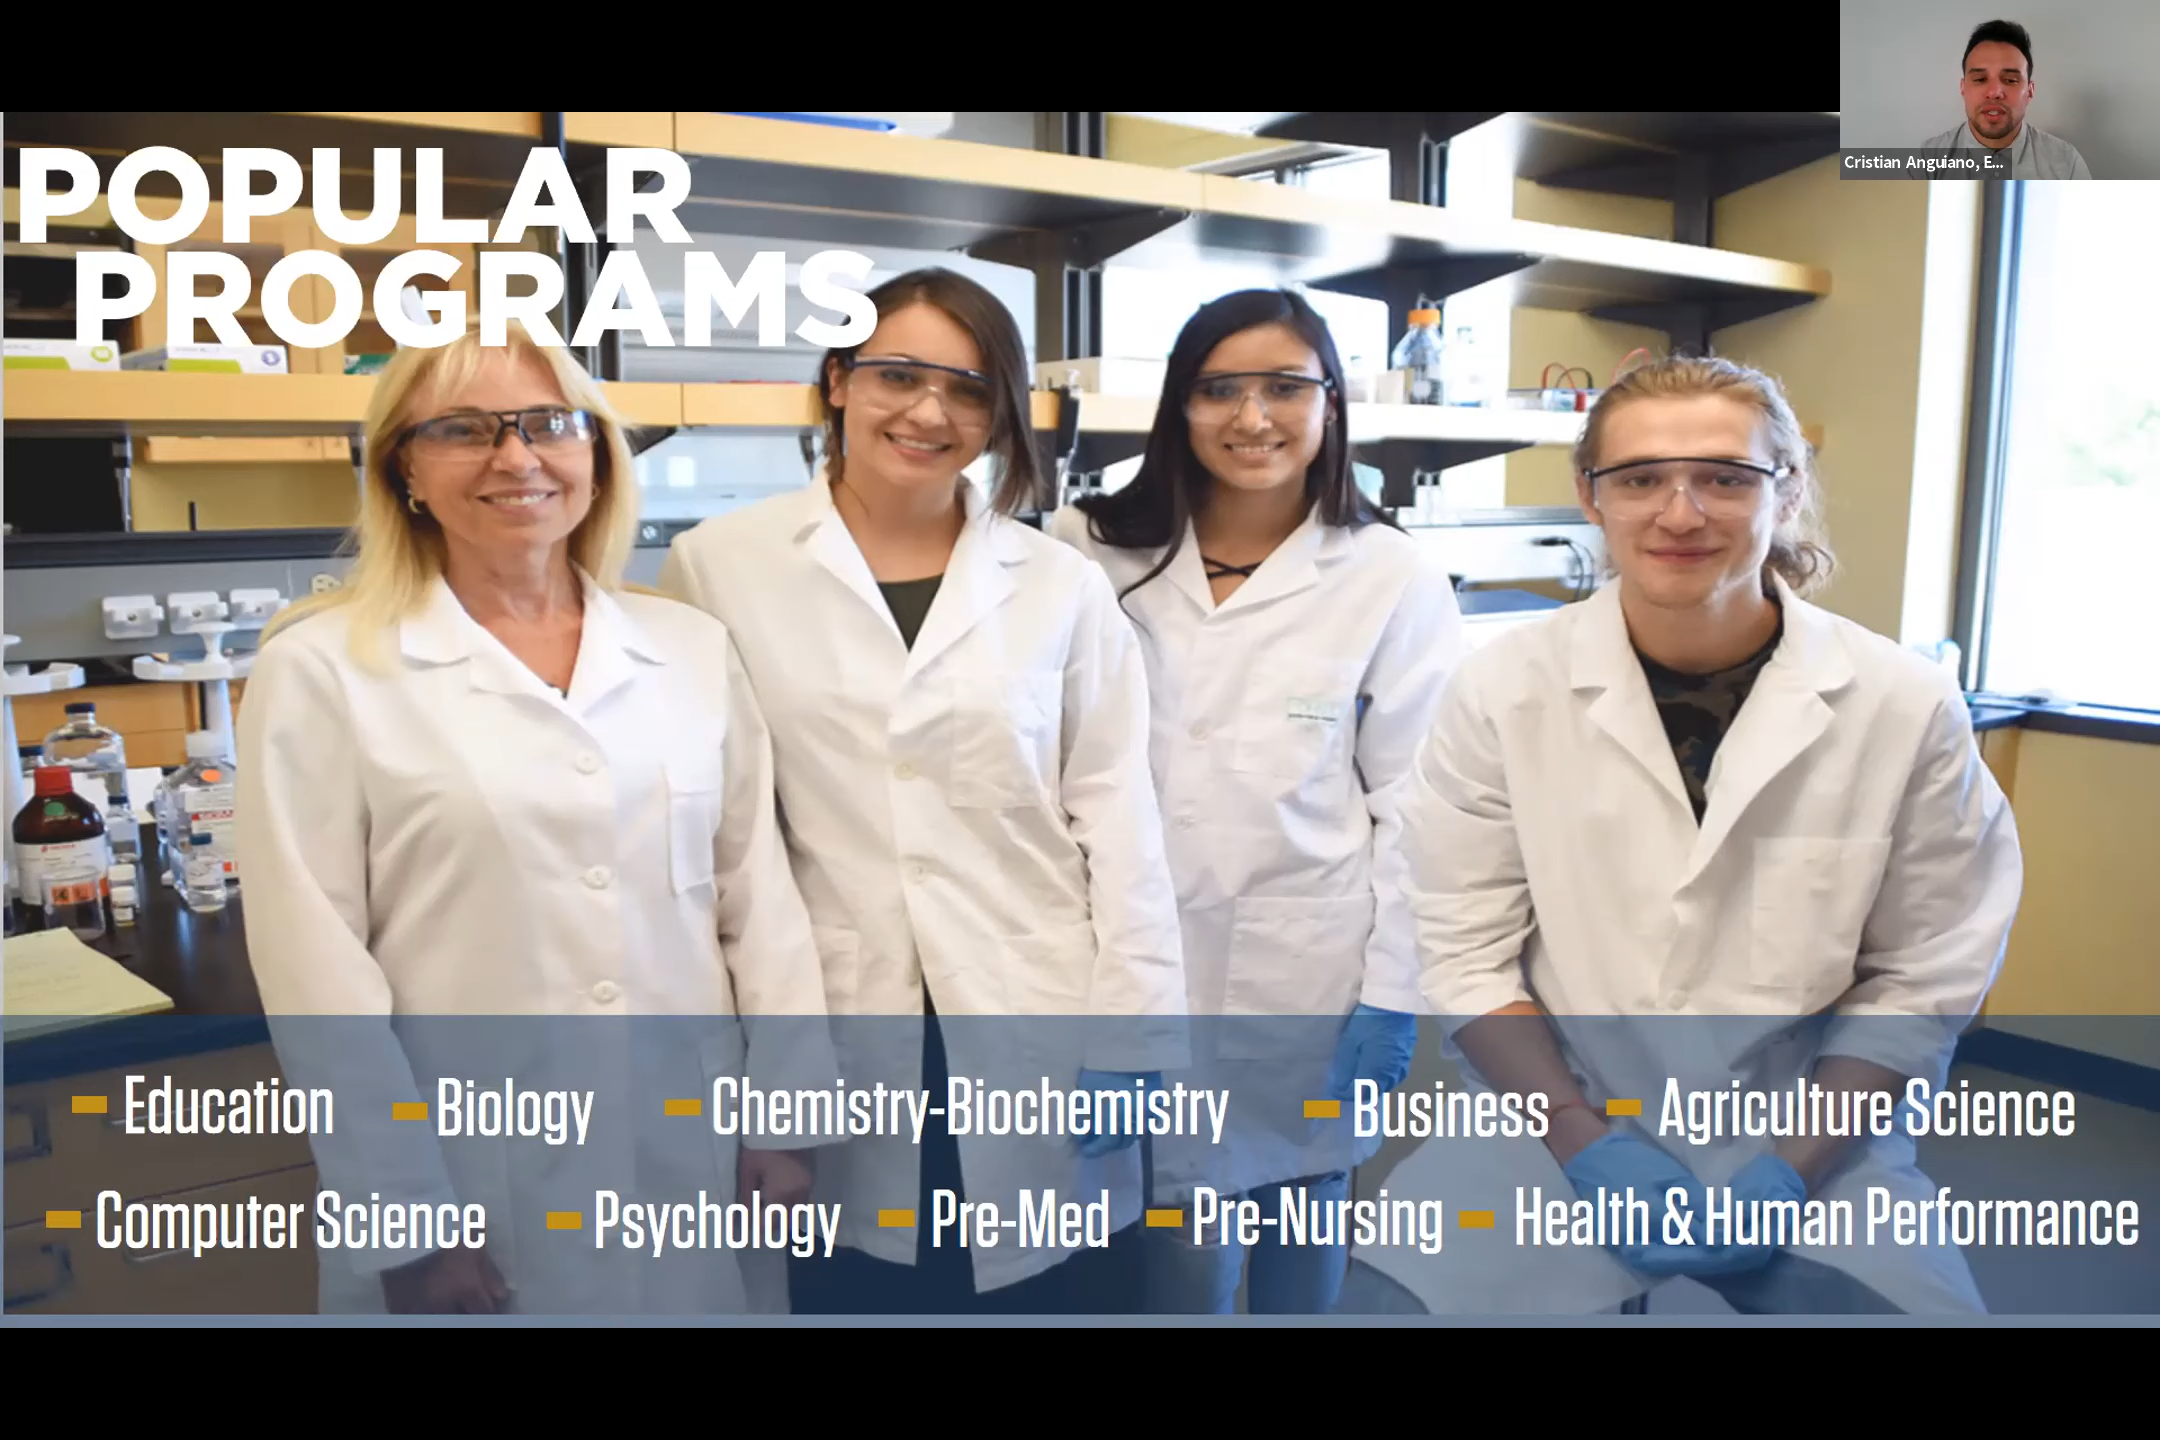 Cristian Anguiano, E...
POPULAR
PROGRAMS
Education Biology Chemistry-Biochemistry Business Agriculture Science
Computer Science Psychology Pre-Med Pre-Nursing Health & Human Performance